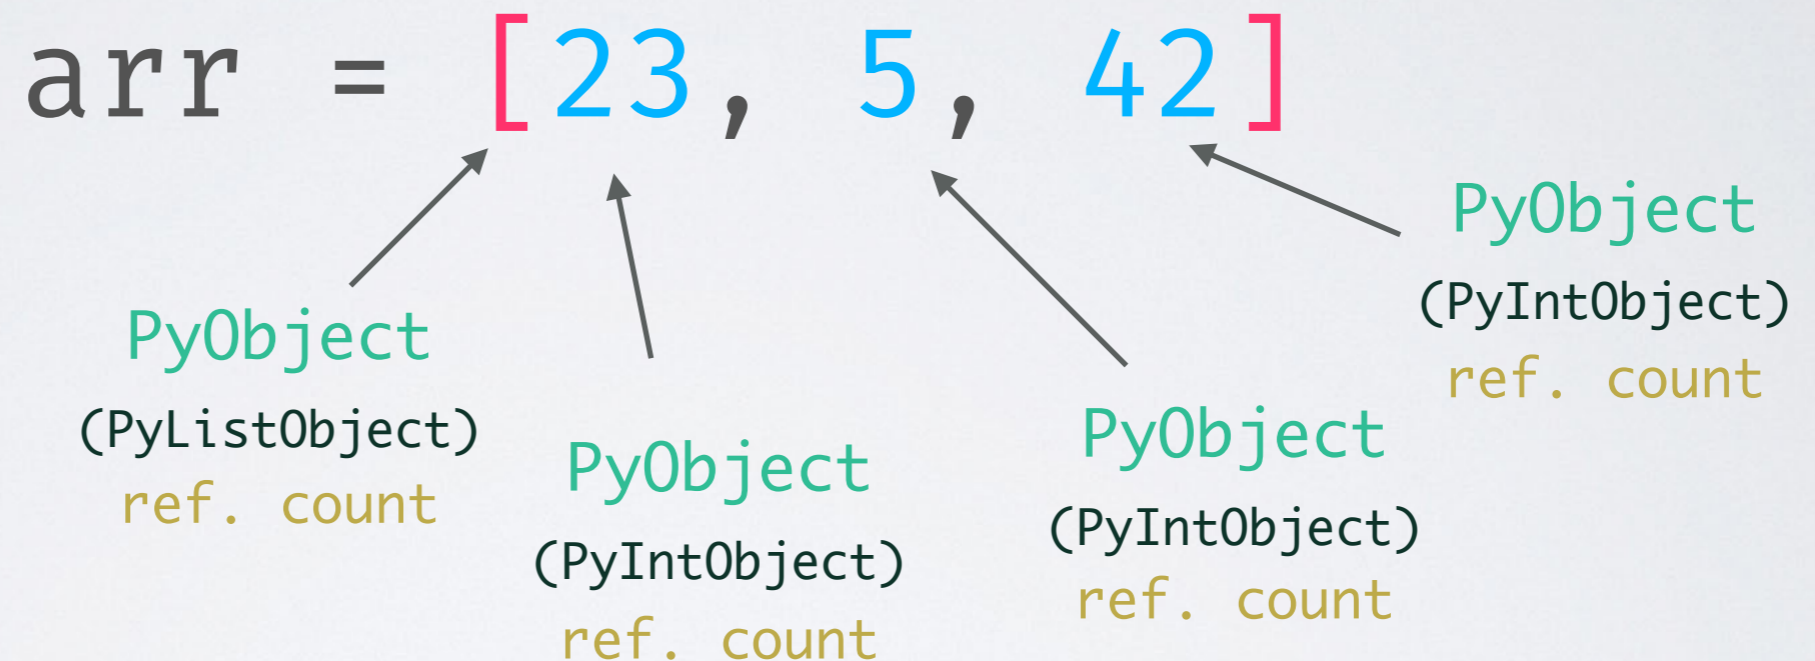 arr = [23, 5, 42]
PyObject
(PyListObject)
ref. count
PyObject
(PyIntObject)
ref. count
PyObject
(PyIntObject)
ref. count
PyObject
(PyIntObject)
ref. count